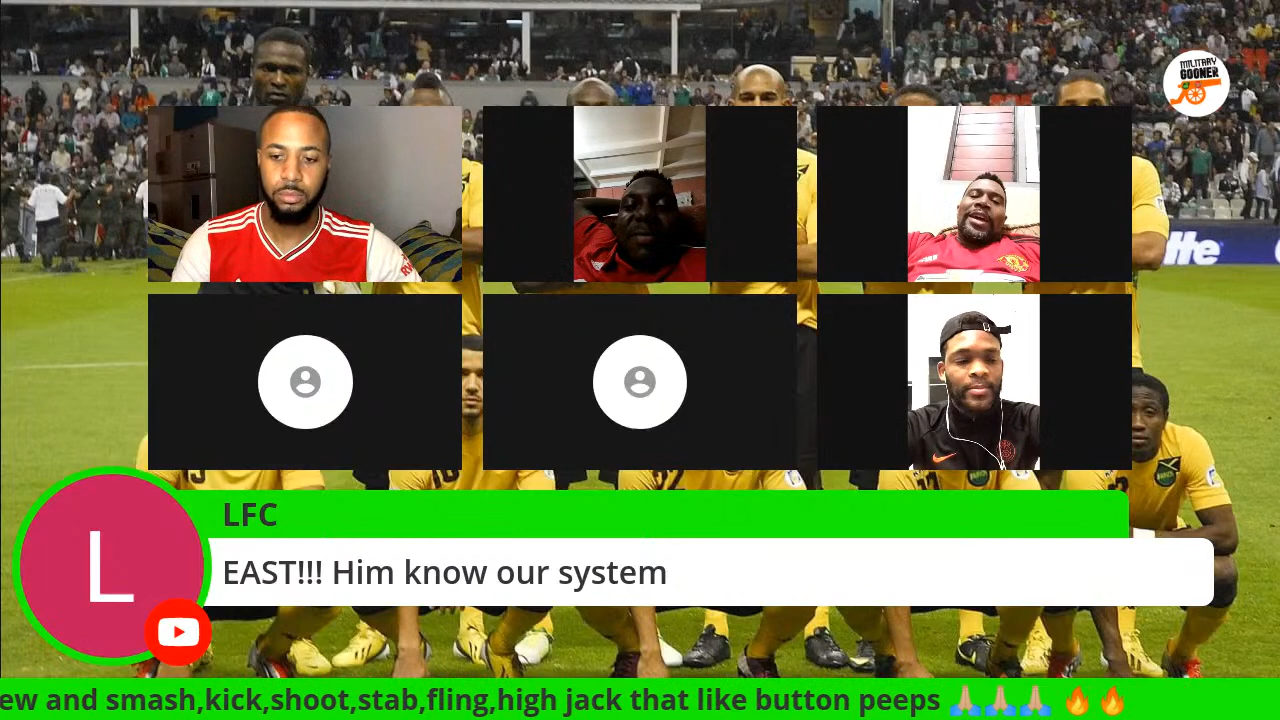 MILITARY
GOONER
tte
LFC
EAST!!! Him know our system
L
ew and smash,kick,shoot,stab,fling,high jack that like button peeps 🙏🏼🙏🏼🙏🏼 🔥🔥